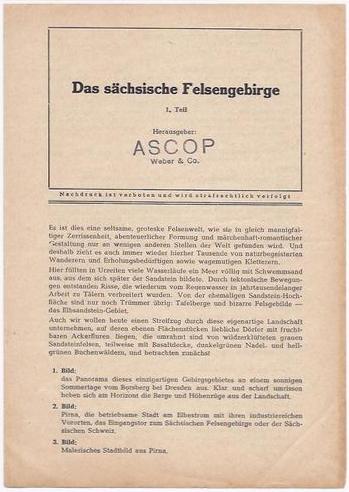 Das sächsische Felsengebirge
1. Teil
Herausgeber:
ASCOP
Weber & Co.
Nachdruck ist verboten und wird strafrechtlich verfolgt
Es ist dies eine seltsame, groteske Felsenwelt, wie sie in gleich mannigfal-
tiger Zerrissenheit, abenteuerlicher Formung und märchenhaft-romantischer
Gestaltung nur an wenigen anderen Stellen der Welt gefunden wird. Und
deshalb zieht es auch immer wieder hierher Tausende von naturbegeisterten
Wanderern und Erholungsbedürftigen sowie wagemutigen Kletterern.
Hier füllten in Urzeiten viele Wasserläufe ein Meer völlig mit Schwemmsand
aus, aus dem sich später der Sandstein bildete. Durch tektonische Bewegun-
gen entstanden Risse, die wiederum vom Regenwasser in jahrtausendelanger
Arbeit zu Tälern verbreitert wurden. Von der ehemaligen Sandstein-Hoch-
fläche sind nur noch Trümmer übrig: Tafelberge und bizarre Felsgebilde —
das Elbsandstein-Gebiet.
Auch wir wollen heute einen Streifzug durch diese eigenartige Landschaft
unternehmen, auf deren ebenen Flächenstücken liebliche Dörfer mit frucht-
baren Ackerfluren liegen, die umrahmt sind von wildzerklüfteten grauen
Sandsteinfelsen, teilweise mit Basaltdecke, dunkelgrünen Nadel- und hell-
grünen Buchenwäldern, und betrachten zunächst
1. Bild:
das Panorama dieses einzigartigen Gebirgsgebietes an einem sonnigen
Sommertage vom Borsberg bei Dresden aus. Klar und scharf umrissen
heben sich am Horizont die Berge und Höhenzüge aus der Landschaft.
2. Bild:
Pirna, die betriebsame Stadt am Elbestrom mit ihren industriereichen
Vororten, das Eingangstor zum Sächsischen Felsengebirge oder der Säch-
sischen Schweiz.
3. Bild:
Malerisches Stadtbild aus Pirna.